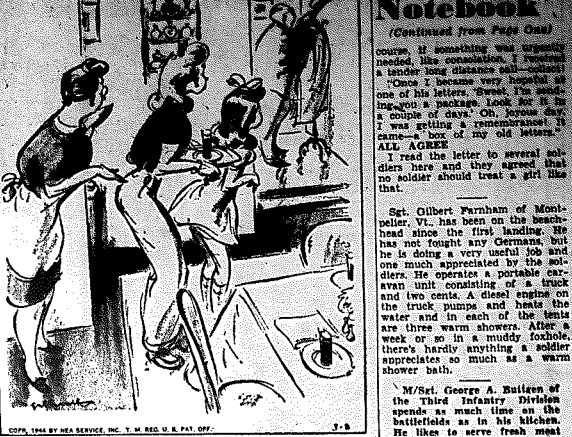 Notebook
(Continued from Page One)
course, if something was urgently
needed, like consolation, I received
a tender long distance call—collect
"Once I became very hopeful as
one of his letters. 'Sweet, I'm send-
ing you a package. Look for it in
a couple of days.' Oh, joyous day,
I was getting a remembrance! It
came—a box of my old letters."
ALL AGREE
I read the letter to several sol-
diers here and they agreed that
no soldier should treat a girl like
that.
Sgt. Gilbert Farnham of Mont-
pelier, Vt., has been on the beach-
head since the first landing. He
has not fought any Germans, but
he is doing a very useful job and
one much appreciated by the sol-
diers. He operates a portable car-
avan unit consisting of a truck
and two cents. A diesel engine on
the truck pumps and heats the
water and in each of the tents
are three warm showers. After a
week or so in a muddy foxhole,
there's hardly anything a soldier
appreciates so much as a warm
shower bath.
M/Sgt. George A. Buitzen of
the Third Infantry Division
spends as much time on the
battlefields as in his kitchen.
He likes to serve fresh meat
COPR. 1944 BY NEA SERVICE, INC. T. M. REG. U. S. PAT. OFF.
3-8